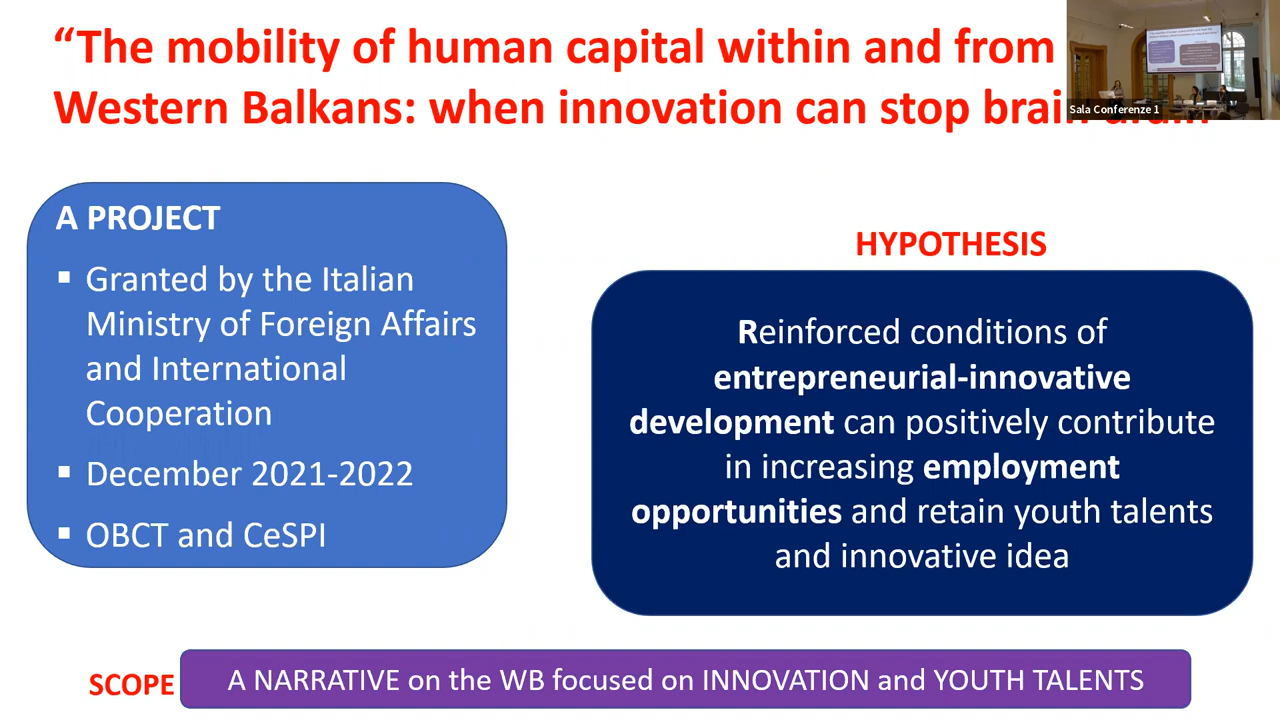 “The mobility of human capital within and from
Western Balkans: when innovation can stop brain
Sala Conferenze 1
A PROJECT
▪ Granted by the Italian
Ministry of Foreign Affairs
and International
Cooperation
▪ December 2021-2022
▪ OBCT and CeSPI
HYPOTHESIS
Reinforced conditions of
entrepreneurial-innovative
development can positively contribute
in increasing employment
opportunities and retain youth talents
and innovative idea
SCOPE
A NARRATIVE on the WB focused on INNOVATION and YOUTH TALENTS